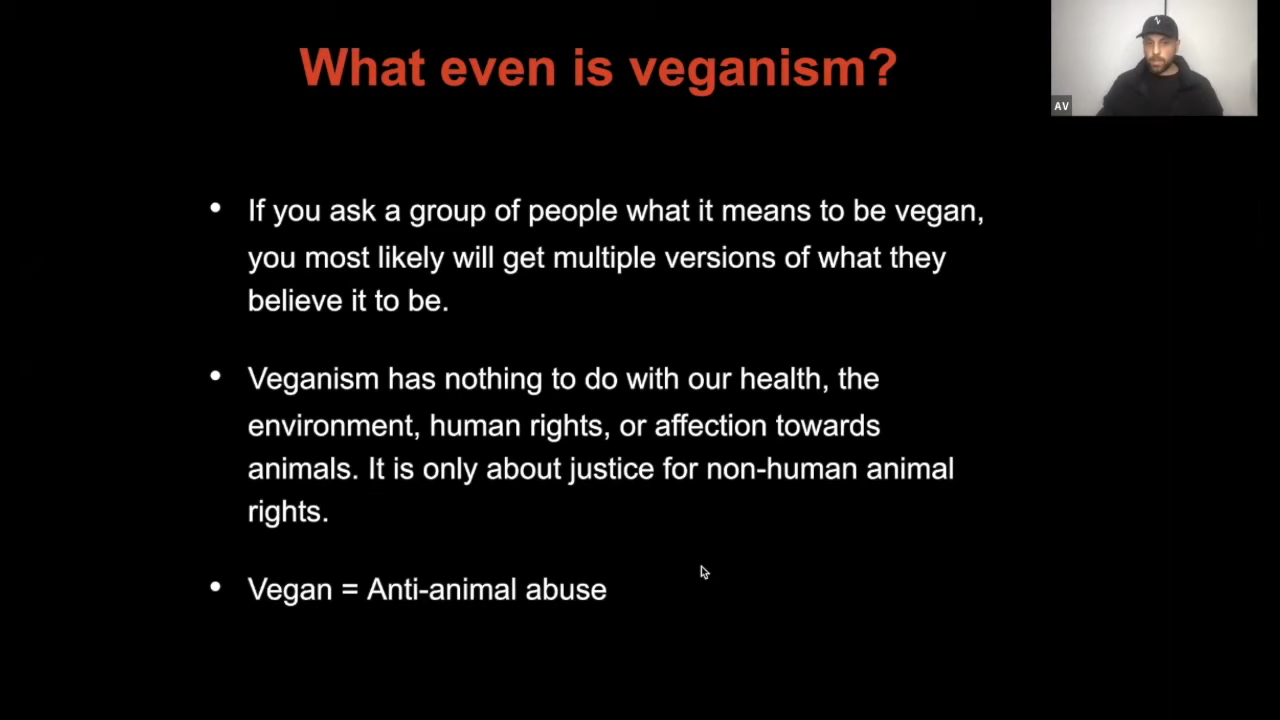 What even is veganism?
AV
• If you ask a group of people what it means to be vegan,
you most likely will get multiple versions of what they
believe it to be.
• Veganism has nothing to do with our health, the
environment, human rights, or affection towards
animals. It is only about justice for non-human animal
rights.
• Vegan = Anti-animal abuse